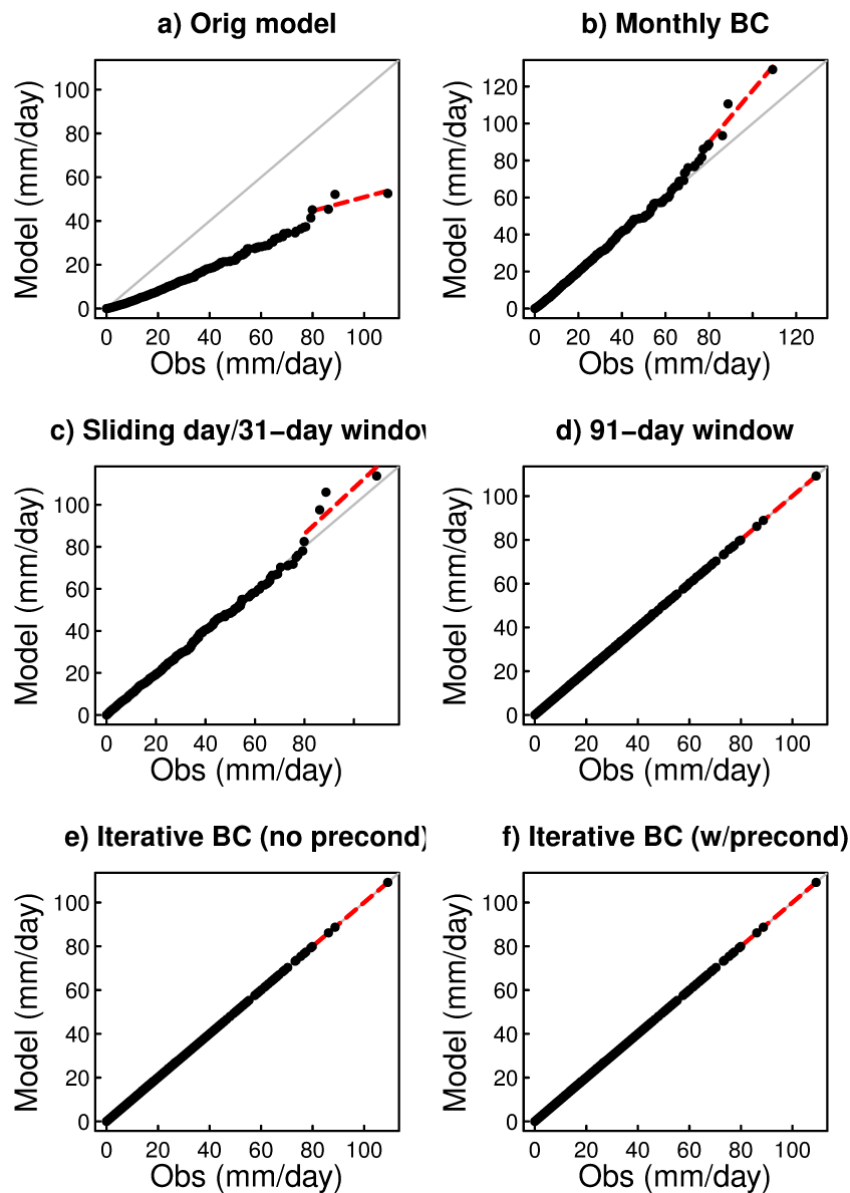 a) Orig model
b) Monthly BC
Model (mm/day)
100
80
60
40
20
0
0 20 40 60 80 100
Obs (mm/day)
Model (mm/day)
120
100
80
60
40
20
0
0 20 40 60 80 120
Obs (mm/day)
c) Sliding day/31−day window
d) 91−day window
Model (mm/day)
100
80
60
40
20
0
0 20 40 60 80
Obs (mm/day)
Model (mm/day)
100
80
60
40
20
0
0 20 40 60 80 100
Obs (mm/day)
e) Iterative BC (no precond)
f) Iterative BC (w/precond)
Model (mm/day)
100
80
60
40
20
0
0 20 40 60 80 100
Obs (mm/day)
Model (mm/day)
100
80
60
40
20
0
0 20 40 60 80 100
Obs (mm/day)